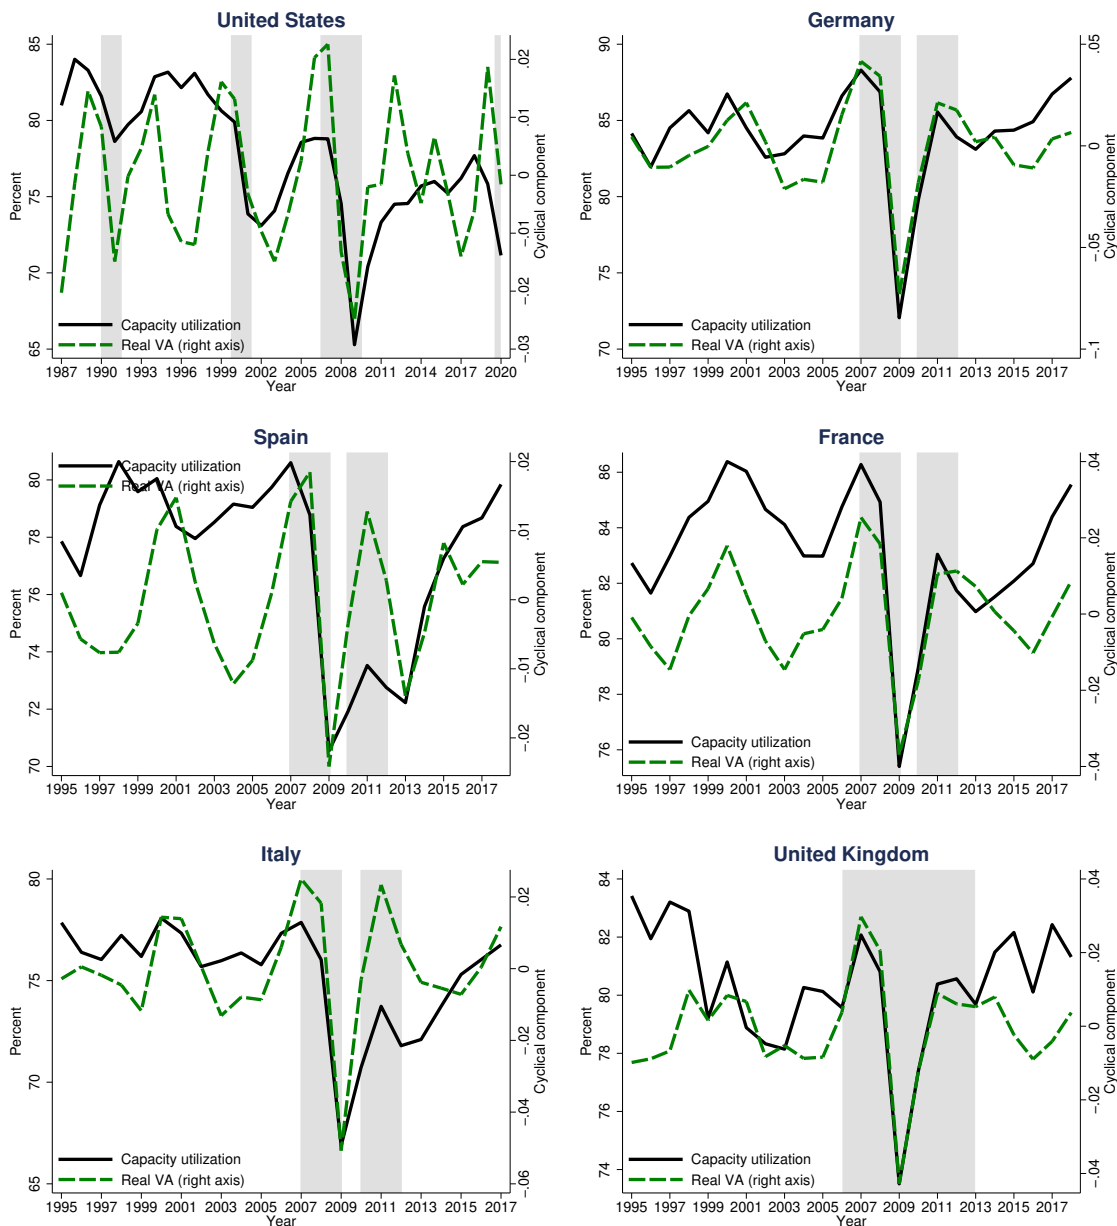 United States
Percent
65 70 75 80 85
-.03 -.02 -.01 0 .01 .02
Cyclical component
Capacity utilization
Real VA (right axis)
1987 1990 1993 1996 1999 2002 2005 2008 2011 2014 2017 2020
Year
Germany
Percent
70 75 80 85 90
-.1 -.05 0 .05
Cyclical component
Capacity utilization
Real VA (right axis)
1995 1997 1999 2001 2003 2005 2007 2009 2011 2013 2015 2017
Year
Spain
Percent
70 72 74 76 78 80
-.02 -.01 0 .01 .02
Cyclical component
Capacity utilization
Real VA (right axis)
1995 1997 1999 2001 2003 2005 2007 2009 2011 2013 2015 2017
Year
France
Percent
76 78 80 82 84 86
-.04 -.02 0 .02 .04
Cyclical component
Capacity utilization
Real VA (right axis)
1995 1997 1999 2001 2003 2005 2007 2009 2011 2013 2015 2017
Year
Italy
Percent
65 70 75 80
-.06 -.04 -.02 0 .02
Cyclical component
Capacity utilization
Real VA (right axis)
1995 1997 1999 2001 2003 2005 2007 2009 2011 2013 2015 2017
Year
United Kingdom
Percent
74 76 78 80 82 84
-.04 -.02 0 .02 .04
Cyclical component
Capacity utilization
Real VA (right axis)
1995 1997 1999 2001 2003 2005 2007 2009 2011 2013 2015 2017
Year